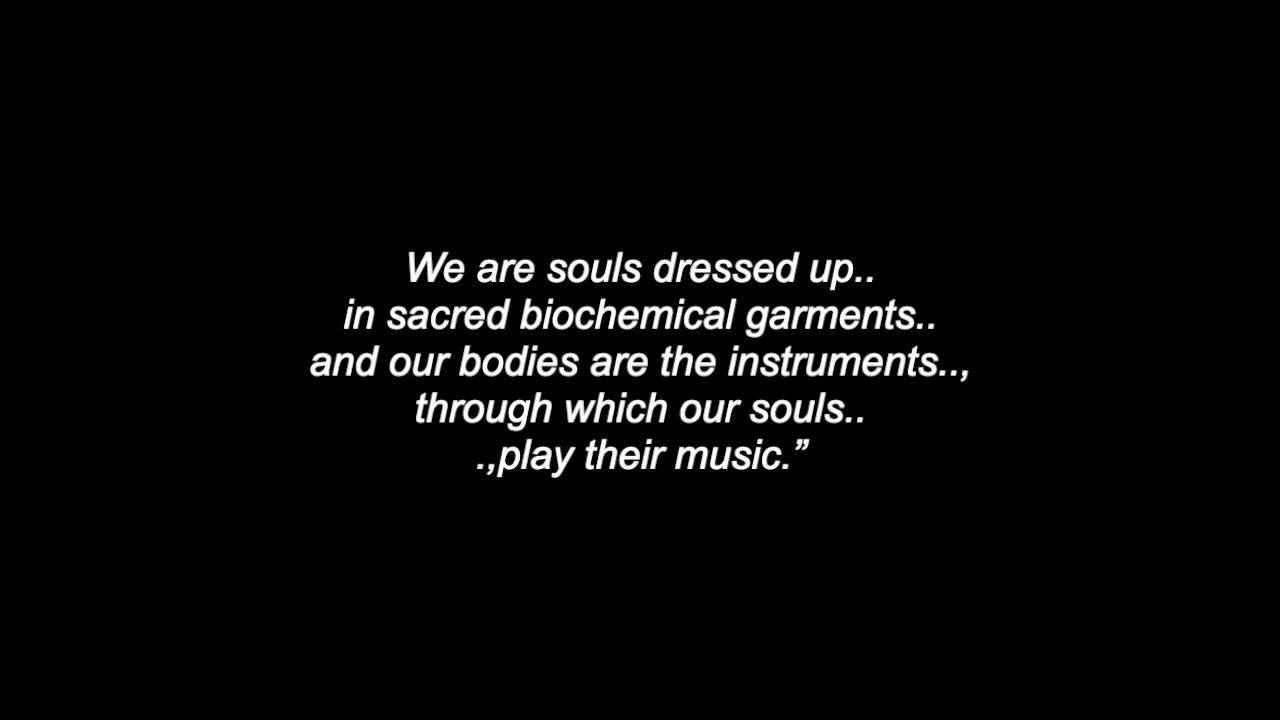 We are souls dressed up..
in sacred biochemical garments..
and our bodies are the instruments..,
through which our souls..
.,play their music.”